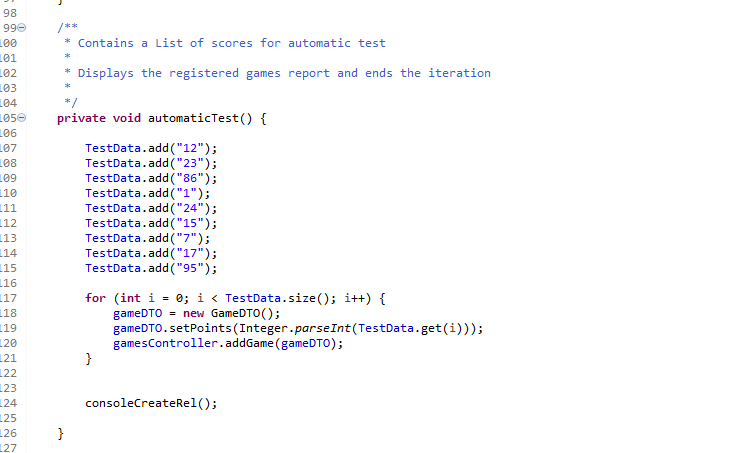 98 }
99 /**
100 * Contains a List of scores for automatic test
101 *
102 * Displays the registered games report and ends the iteration
103 *
104 */
105 private void automaticTest() {
106
107 TestData.add("12");
108 TestData.add("23");
109 TestData.add("86");
110 TestData.add("1");
111 TestData.add("24");
112 TestData.add("15");
113 TestData.add("7");
114 TestData.add("17");
115 TestData.add("95");
116
117 for (int i = 0; i < TestData.size(); i++) {
118 gameDTO = new GameDTO();
119 gameDTO.setPoints(Integer.parseInt(TestData.get(i)));
120 gamesController.addGame(gameDTO);
121 }
122
123
124 consoleCreateRel();
125
126 }
127